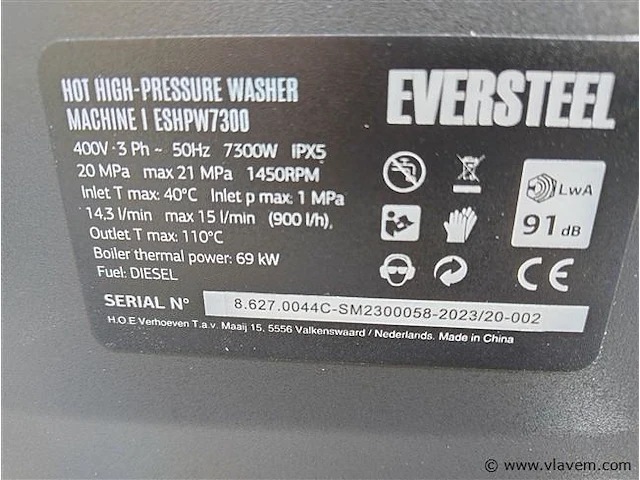 HOT HIGH-PRESSURE WASHER
MACHINE I ESHPW7300
400V ~ 3 Ph ~ 50Hz 7300W IPX5
20 MPa max 21 MPa 1450RPM
Inlet T max: 40°C Inlet p max: 1 MPa
14,3 l/min max 15 l/min (900 l/h),
Outlet T max: 110°C
Boiler thermal power: 69 kW
Fuel: DIESEL
SERIAL N° 8.627.0044C-SM2300058-2023/20-002
H.O.E Verhoeven T.a.v. Maaij 15, 5556 Valkenswaard / Nederlands. Made in China
EVERSTEEL
LwA
91 dB
CE
© www.vlavem.com